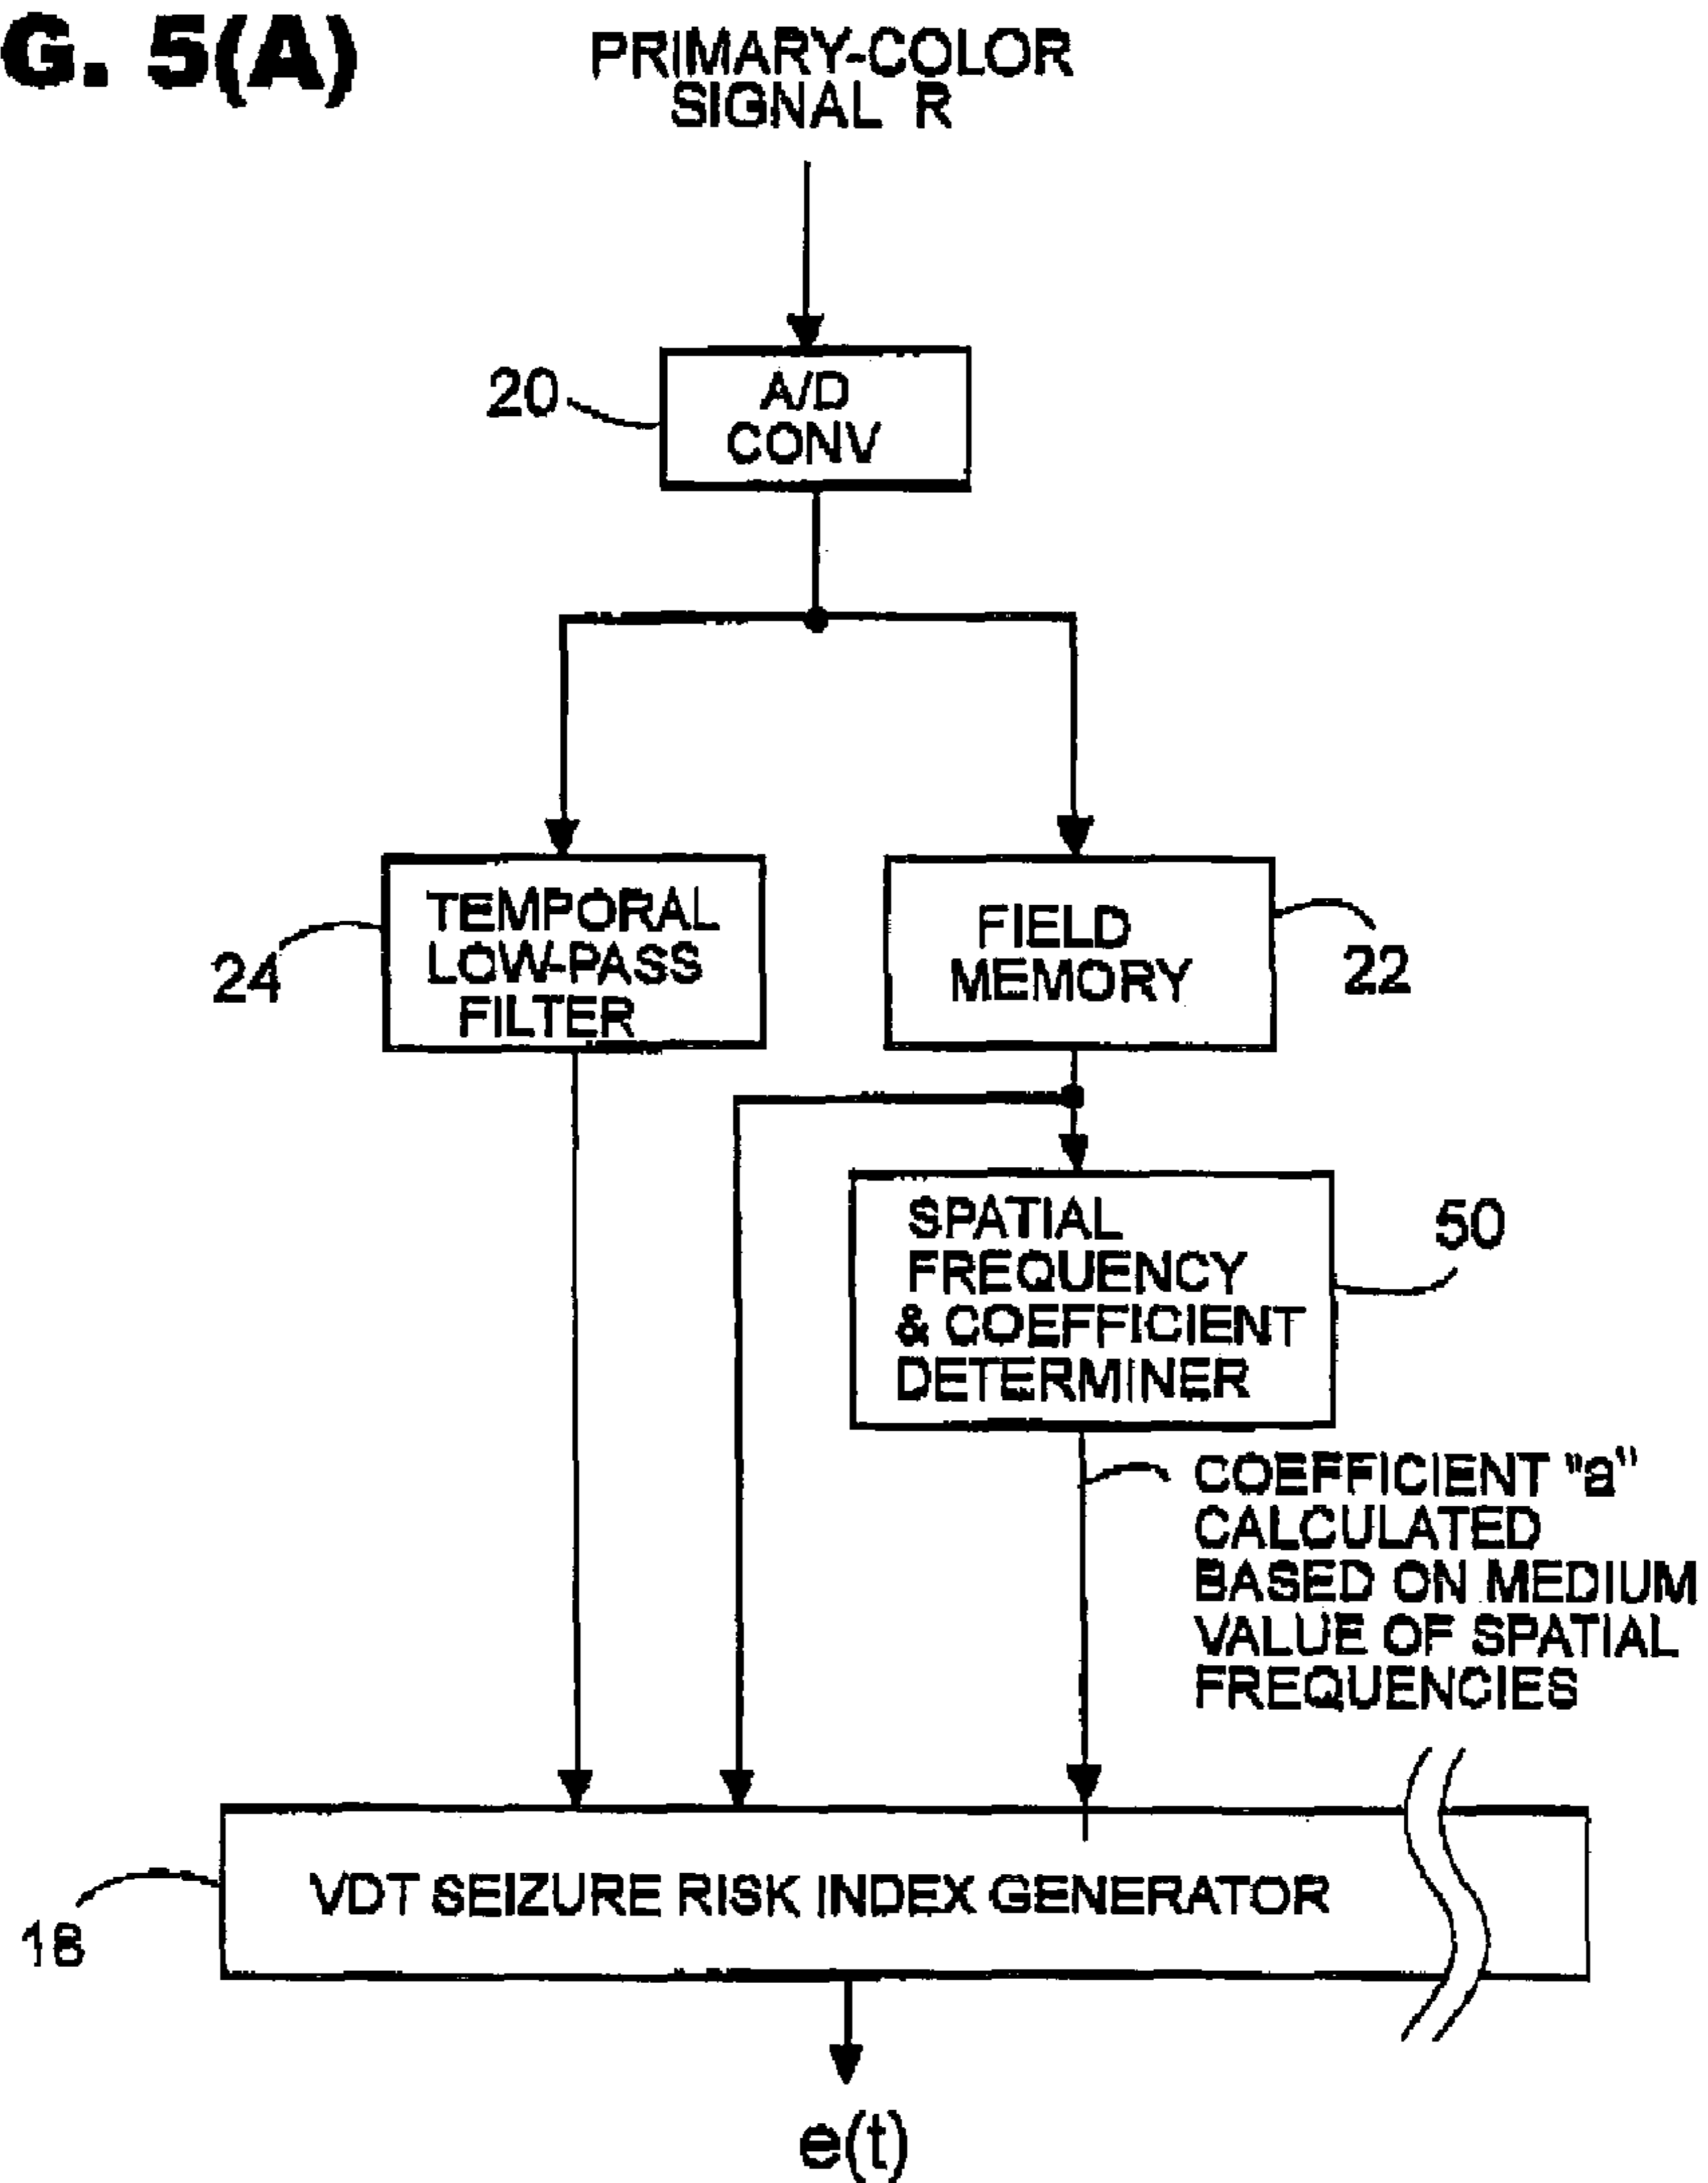 G. 5(A)
PRIMARY-COLOR
SIGNAL R
20
A/D
CONV
TEMPORAL
LOW-PASS
FILTER
24
FIELD
MEMORY
22
SPATIAL
FREQUENCY
& COEFFICIENT
DETERMINER
50
COEFFICIENT "a"
CALCULATED
BASED ON MEDIUM
VALUE OF SPATIAL
FREQUENCIES
VDT SEIZURE RISK INDEX GENERATOR
18
e(t)